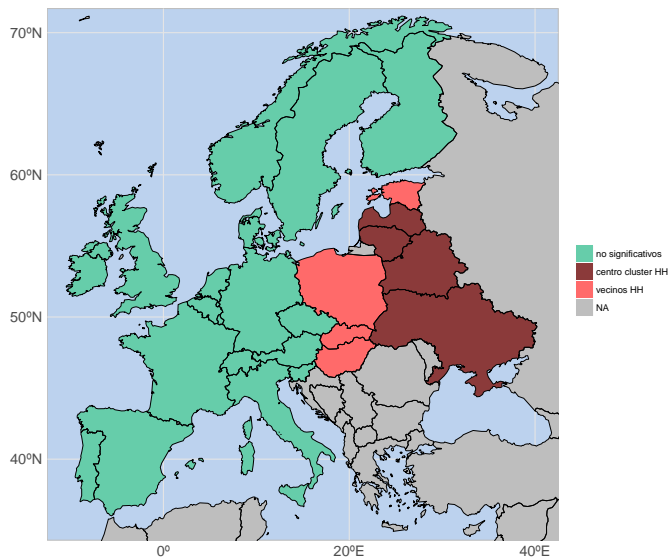 70ºN
60ºN
50ºN
40ºN
0º
20ºE
40ºE
no significativos
centro cluster HH
vecinos HH
NA